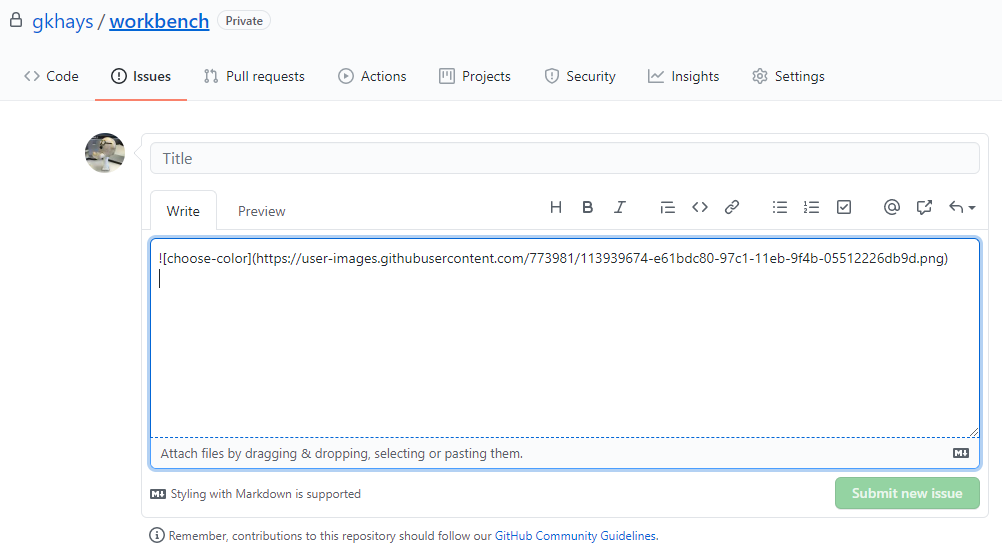 gkhays / workbench Private
Code Issues Pull requests Actions Projects Security Insights Settings
Title
Write Preview
![choose-color](https://user-images.githubusercontent.com/773981/113939674-e61bdc80-97c1-11eb-9f4b-05512226db9d.png)
Attach files by dragging & dropping, selecting or pasting them.
Styling with Markdown is supported
Submit new issue
Remember, contributions to this repository should follow our GitHub Community Guidelines.